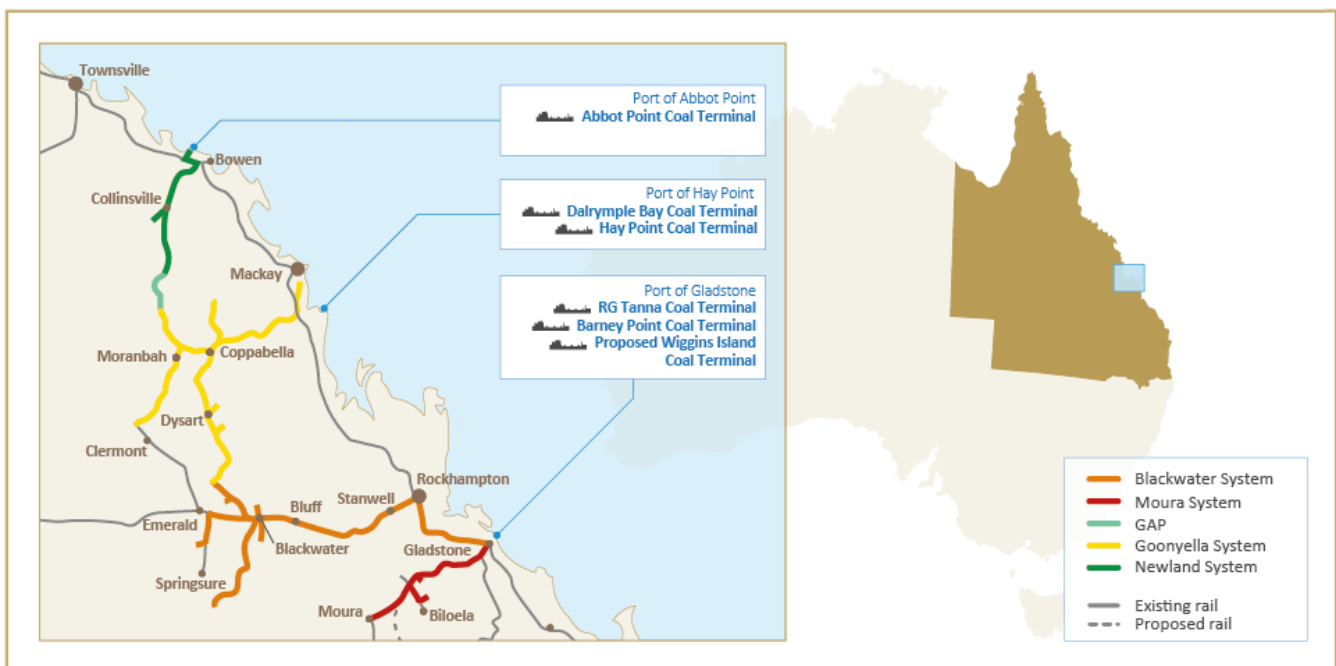 Townsville
Port of Abbot Point
Abbot Point Coal Terminal
Bowen
Collinsville
Port of Hay Point
Dalrymple Bay Coal Terminal
Hay Point Coal Terminal
Mackay
Port of Gladstone
RG Tanna Coal Terminal
Barney Point Coal Terminal
Proposed Wiggins Island
Coal Terminal
Moranbah
Coppabella
Dysart
Clermont
Rockhampton
Stanwell
Bluff
Emerald
Blackwater
Gladstone
Springsure
Moura
Biloela
Blackwater System
Moura System
GAP
Goonyella System
Newland System
Existing rail
Proposed rail